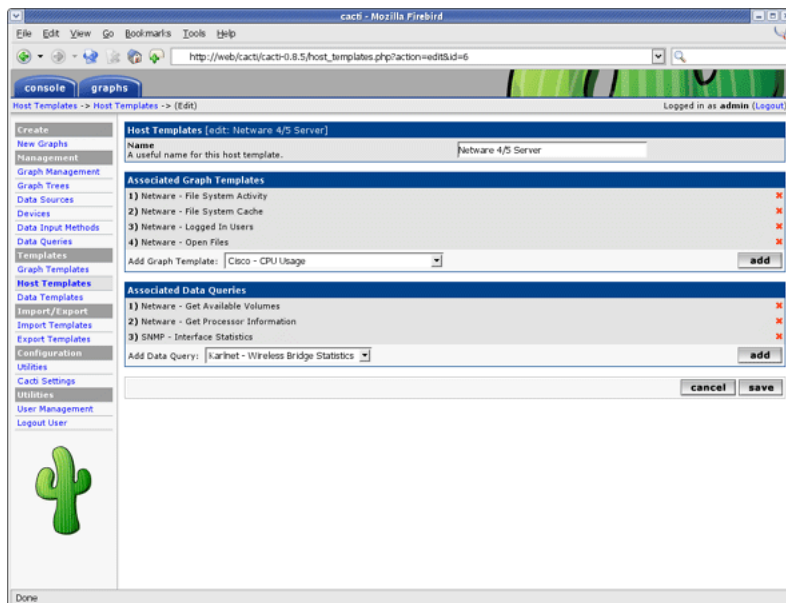 cacti - Mozilla Firebird
File Edit View Go Bookmarks Tools Help
http://web/cacti/cacti-0.8.5/host_templates.php?action=edit&id=6
console graphs
Host Templates -> Host Templates -> (Edit)
Logged in as admin (Logout)
Create
New Graphs
Management
Graph Management
Graph Trees
Data Sources
Devices
Data Input Methods
Data Queries
Templates
Graph Templates
Host Templates
Data Templates
Import/Export
Import Templates
Export Templates
Configuration
Utilities
Cacti Settings
Utilities
User Management
Logout User
Host Templates [edit: Netware 4/5 Server]
Name
A useful name for this host template.
Netware 4/5 Server
Associated Graph Templates
1) Netware - File System Activity
2) Netware - File System Cache
3) Netware - Logged In Users
4) Netware - Open Files
Add Graph Template: Cisco - CPU Usage
add
Associated Data Queries
1) Netware - Get Available Volumes
2) Netware - Get Processor Information
3) SNMP - Interface Statistics
Add Data Query: Karlnet - Wireless Bridge Statistics
add
cancel save
Done